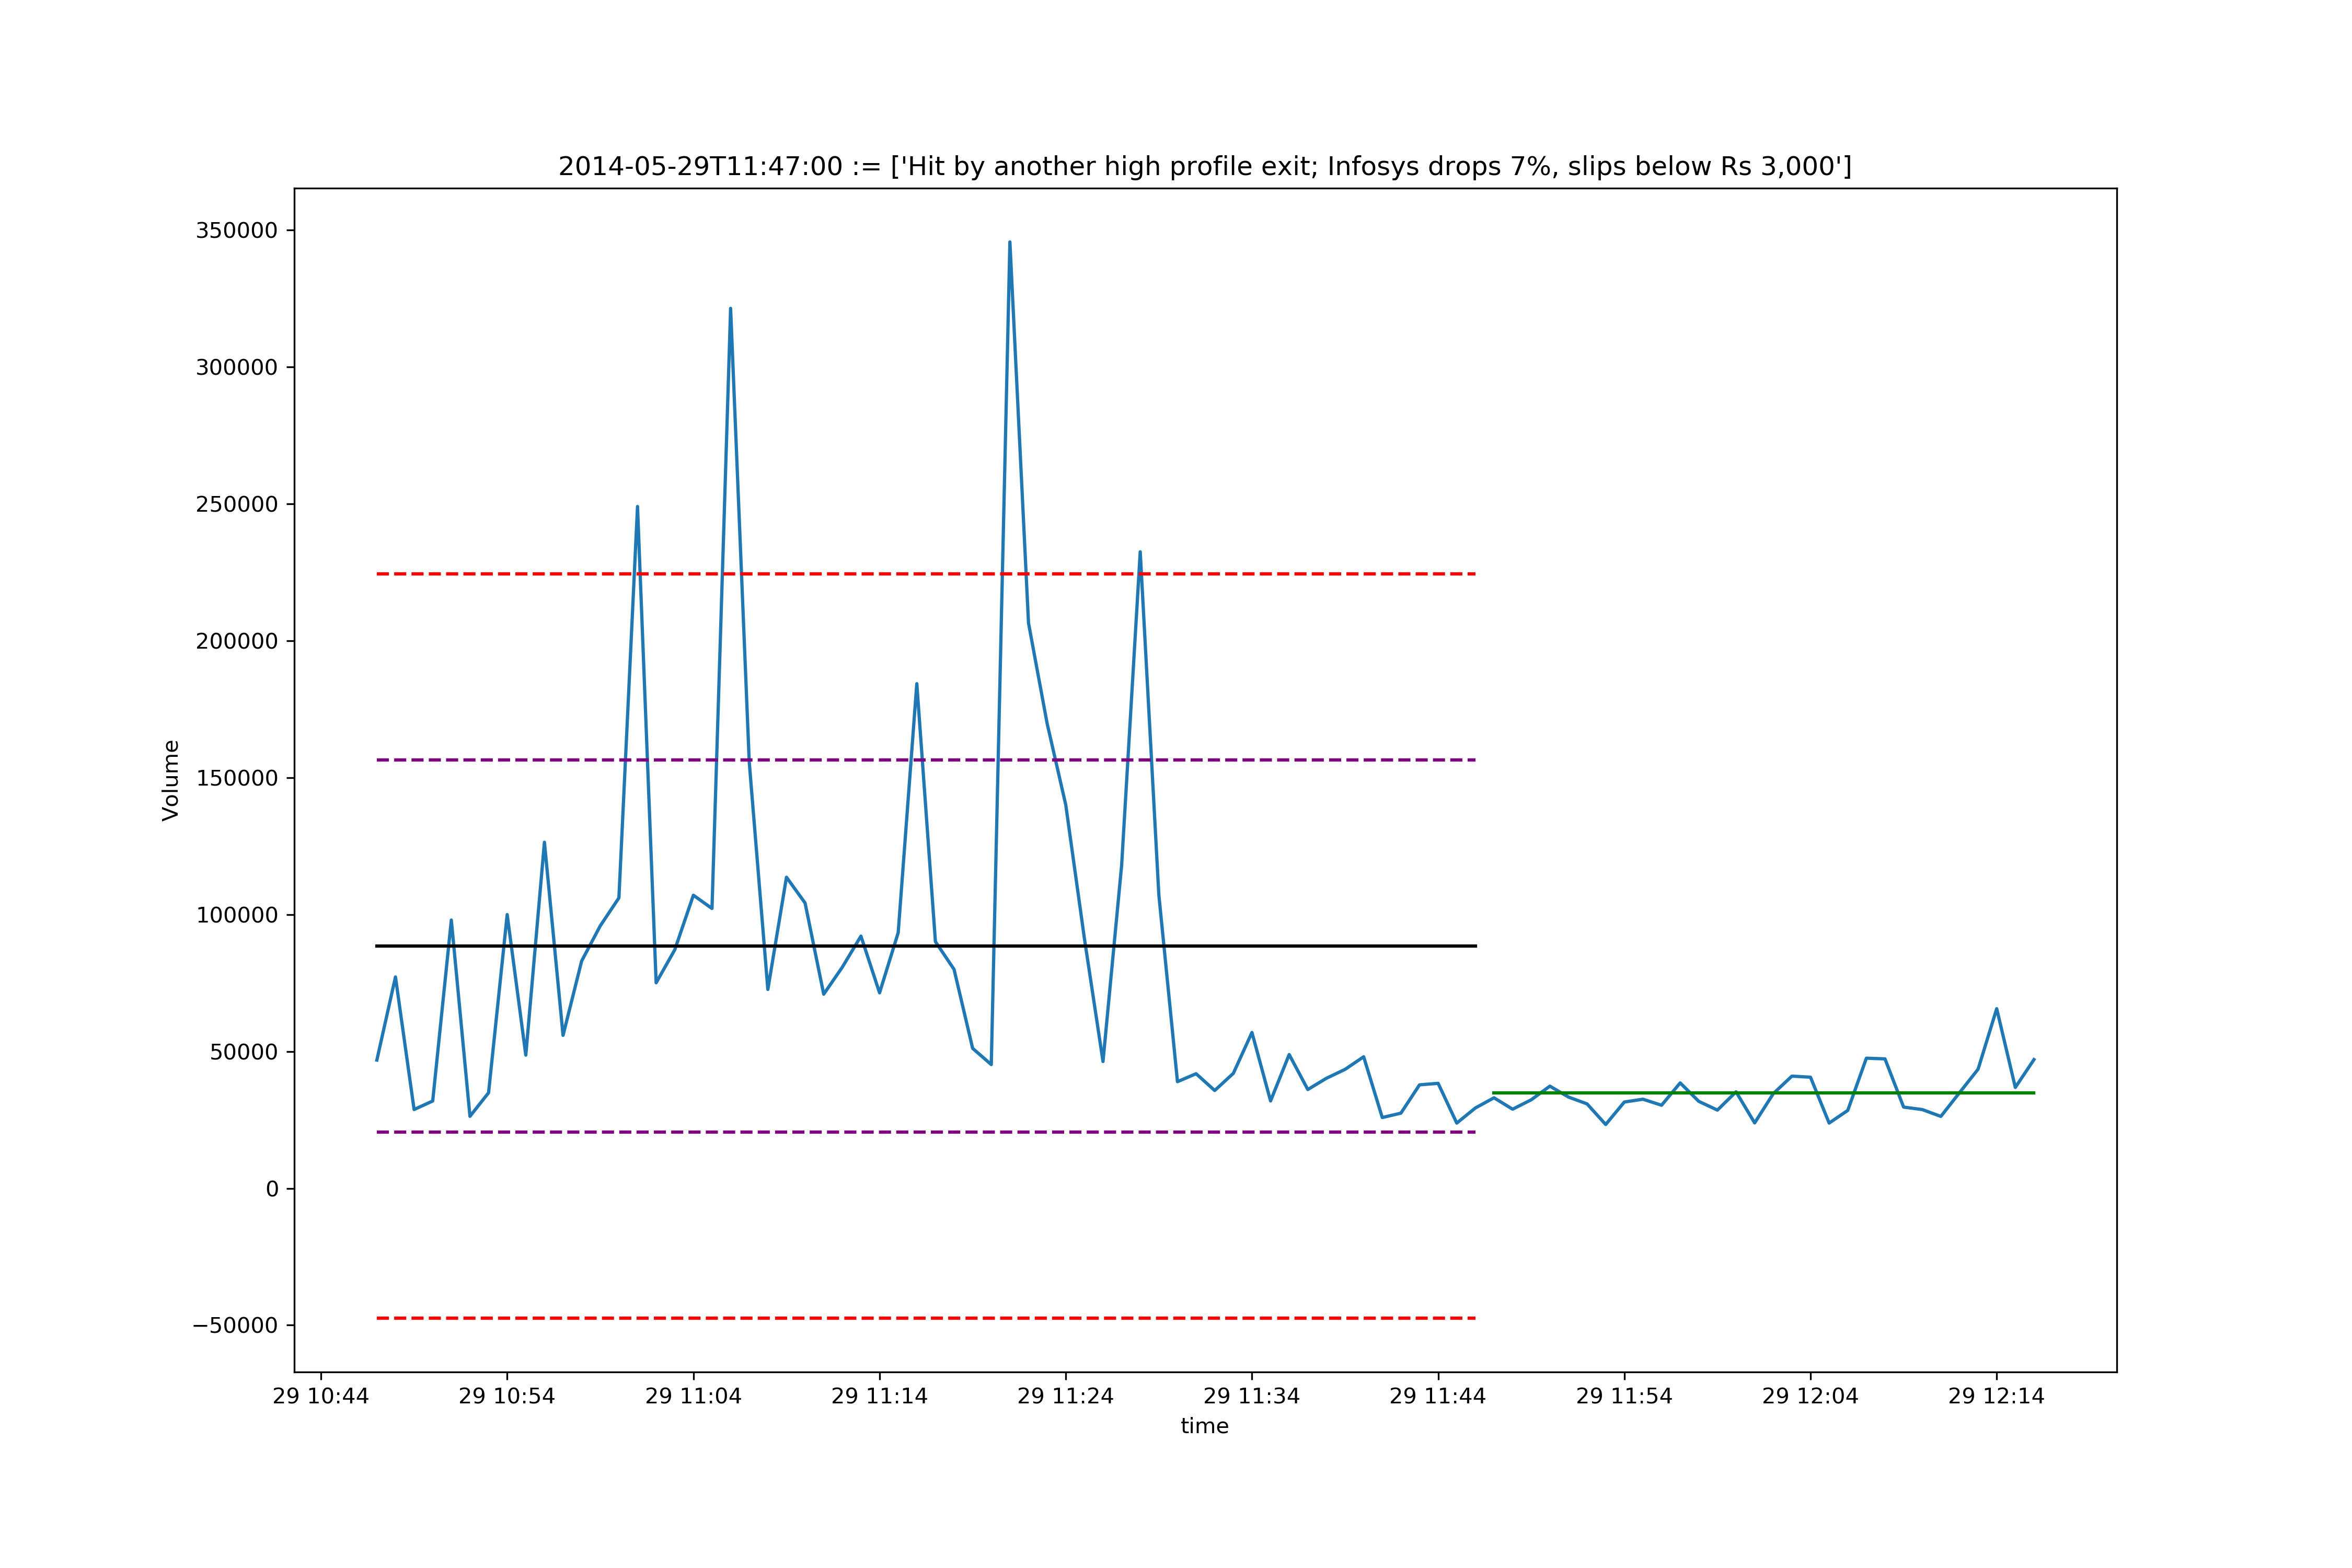 2014-05-29T11:47:00 := ['Hit by another high profile exit; Infosys drops 7%, slips below Rs 3,000']
350000
300000
250000
200000
150000
100000
50000
0
−50000
Volume
29 10:44 29 10:54 29 11:04 29 11:14 29 11:24 29 11:34 29 11:44 29 11:54 29 12:04 29 12:14
time